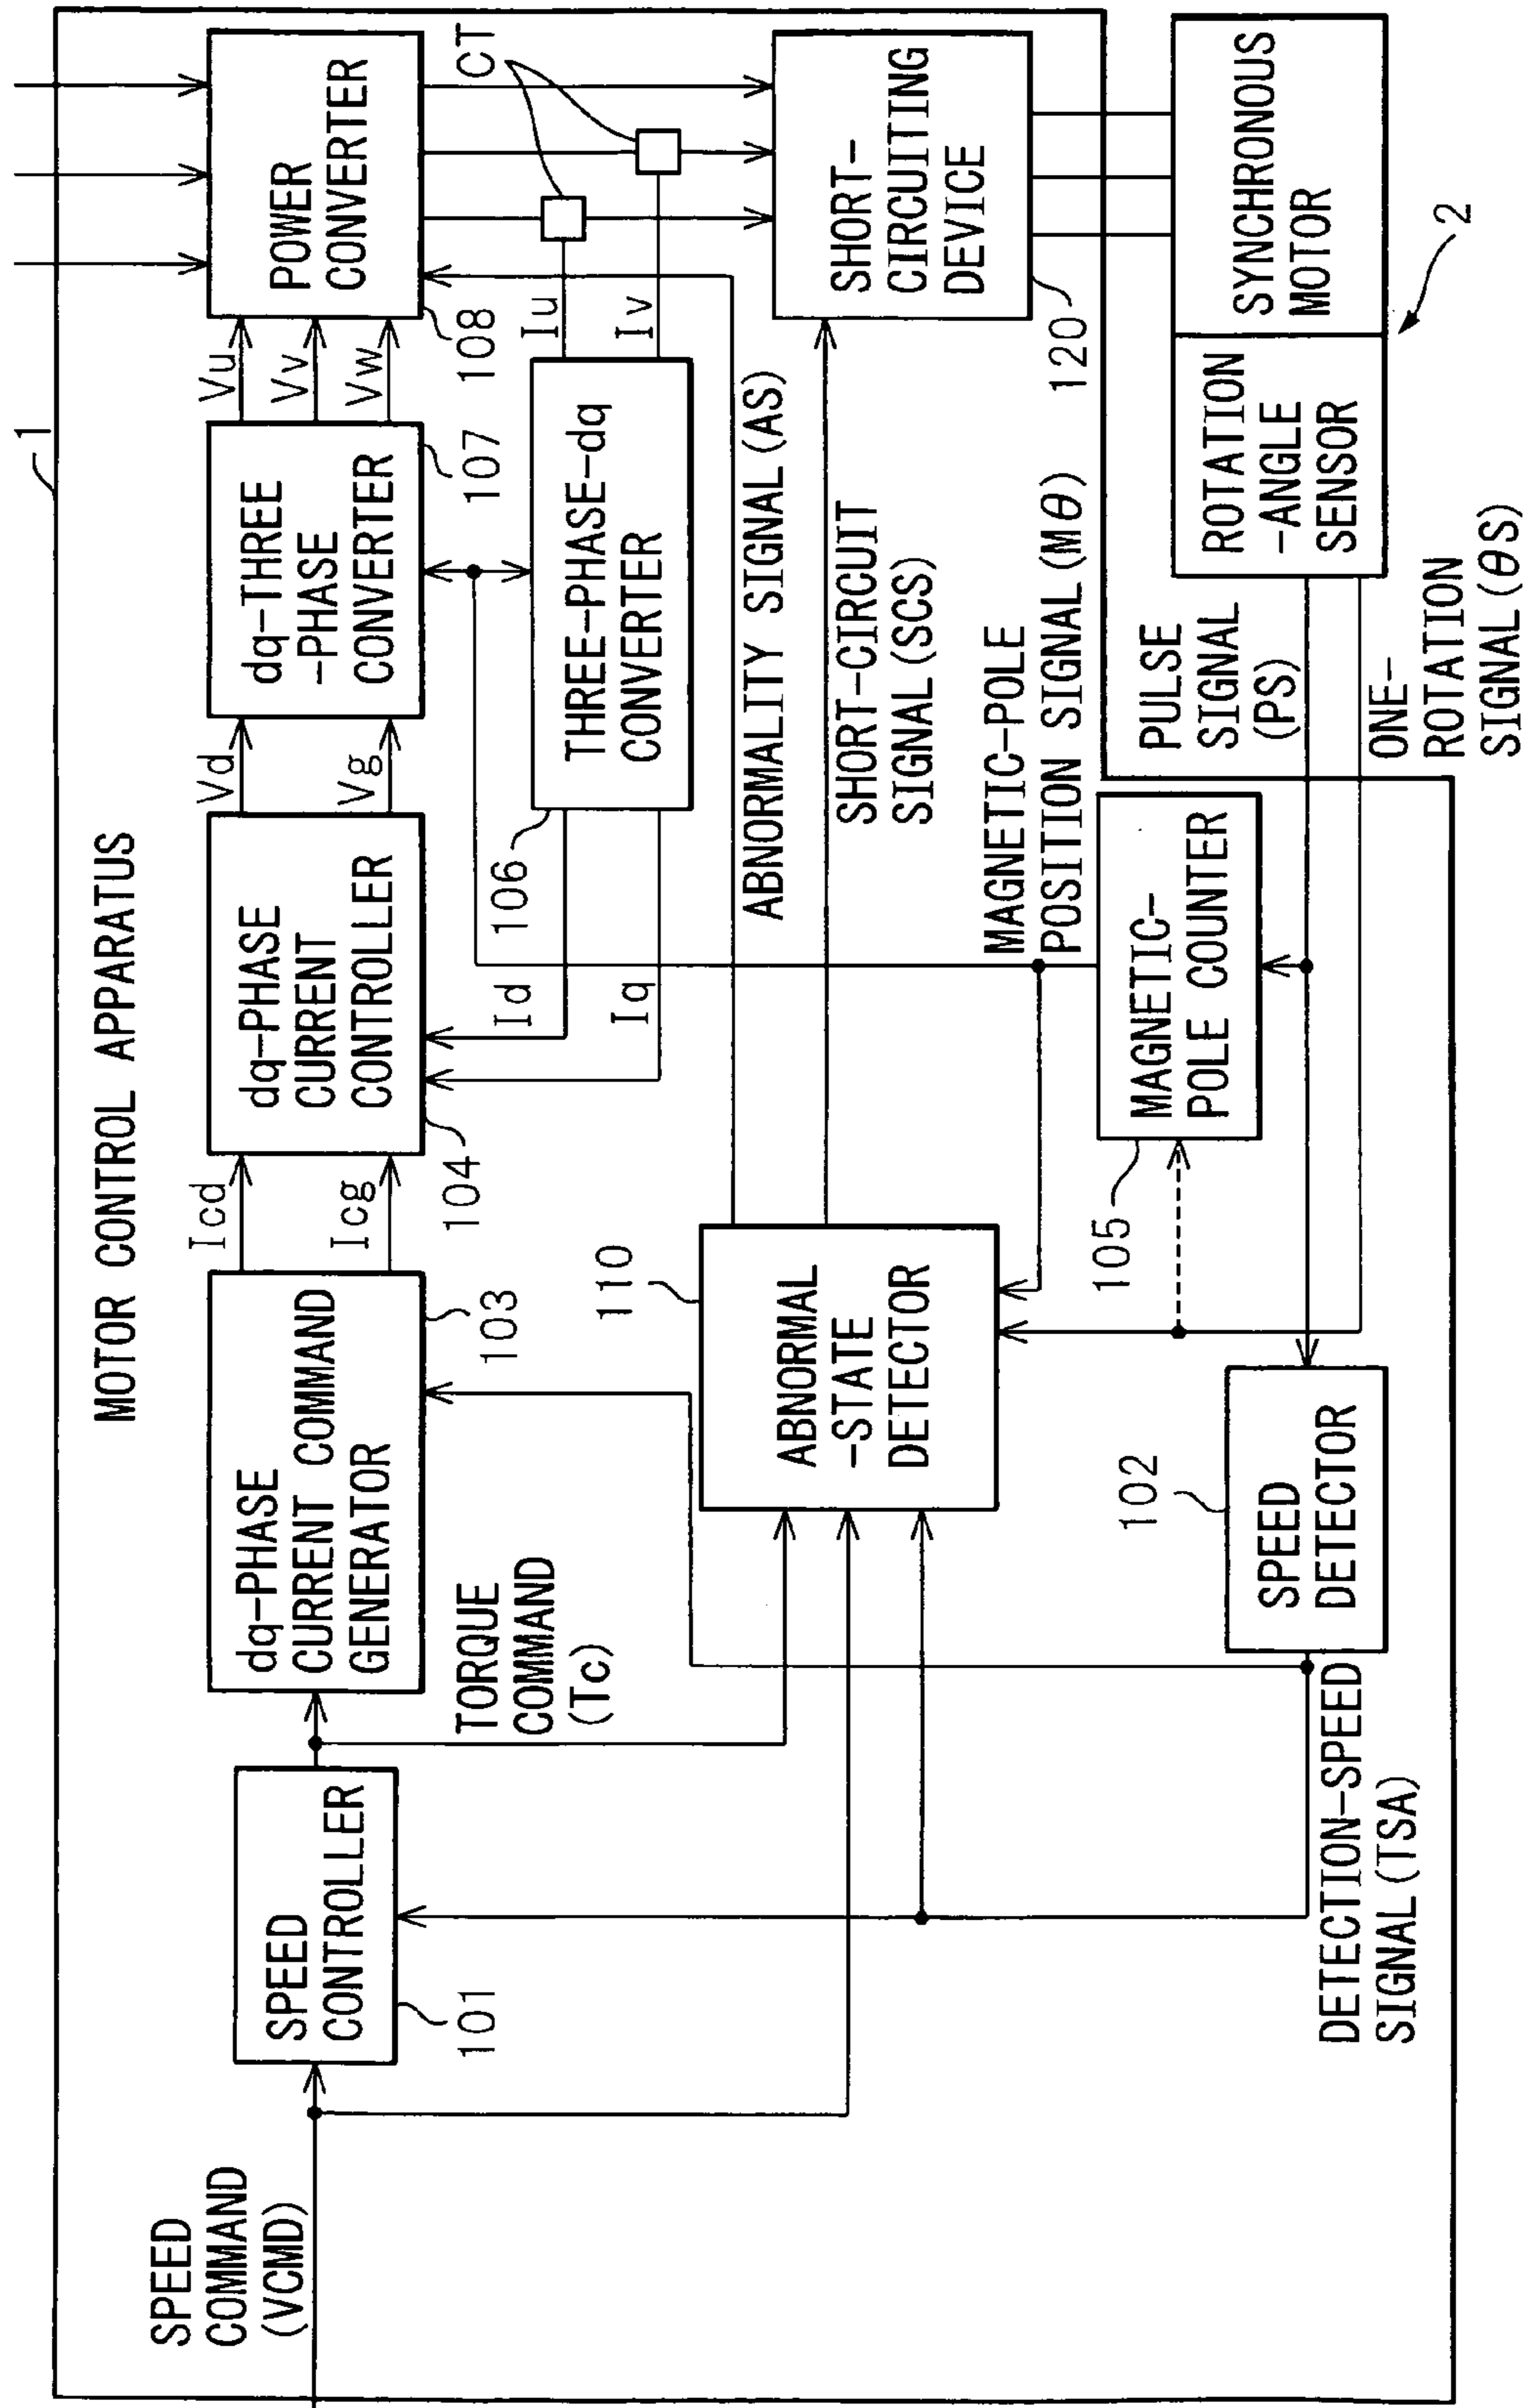 MOTOR CONTROL APPARATUS
1
SPEED
COMMAND
(VCMD)
SPEED
CONTROLLER
101
TORQUE
COMMAND
(Tc)
dq-PHASE
CURRENT COMMAND
GENERATOR
103
Icd
Icg
dq-PHASE
CURRENT
CONTROLLER
104
Vd
Vg
dq-THREE
-PHASE
CONVERTER
107
Vu
Vv
Vw
POWER
CONVERTER
108
CT
Iu
Iv
THREE-PHASE-dq
CONVERTER
106
Id
Iq
ABNORMALITY SIGNAL(AS)
SHORT-CIRCUIT
SIGNAL(SCS)
SHORT-
CIRCUITING
DEVICE
120
110
ABNORMAL
-STATE
DETECTOR
MAGNETIC-POLE
POSITION SIGNAL(Mθ)
MAGNETIC-
POLE COUNTER
105
102
SPEED
DETECTOR
DETECTION-SPEED
SIGNAL(TSA)
PULSE
SIGNAL
(PS)
ONE-
ROTATION
SIGNAL(θS)
ROTATION
-ANGLE
SENSOR
SYNCHRONOUS
MOTOR
2